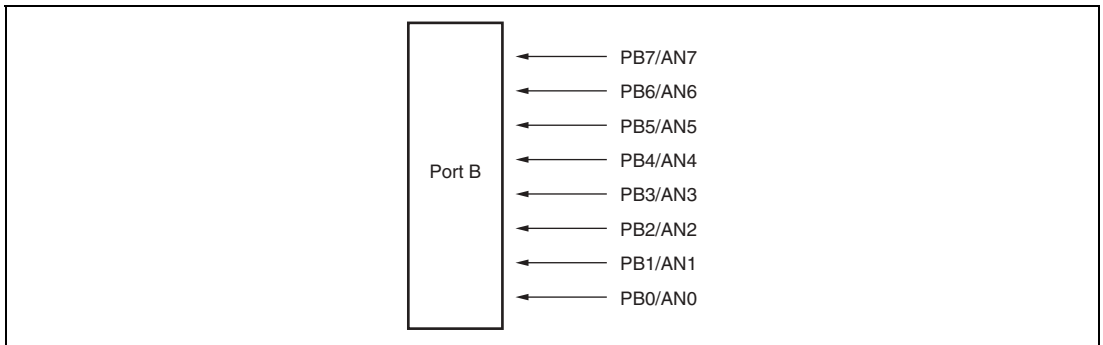 PB7/AN7
PB6/AN6
PB5/AN5
PB4/AN4
Port B
PB3/AN3
PB2/AN2
PB1/AN1
PB0/AN0